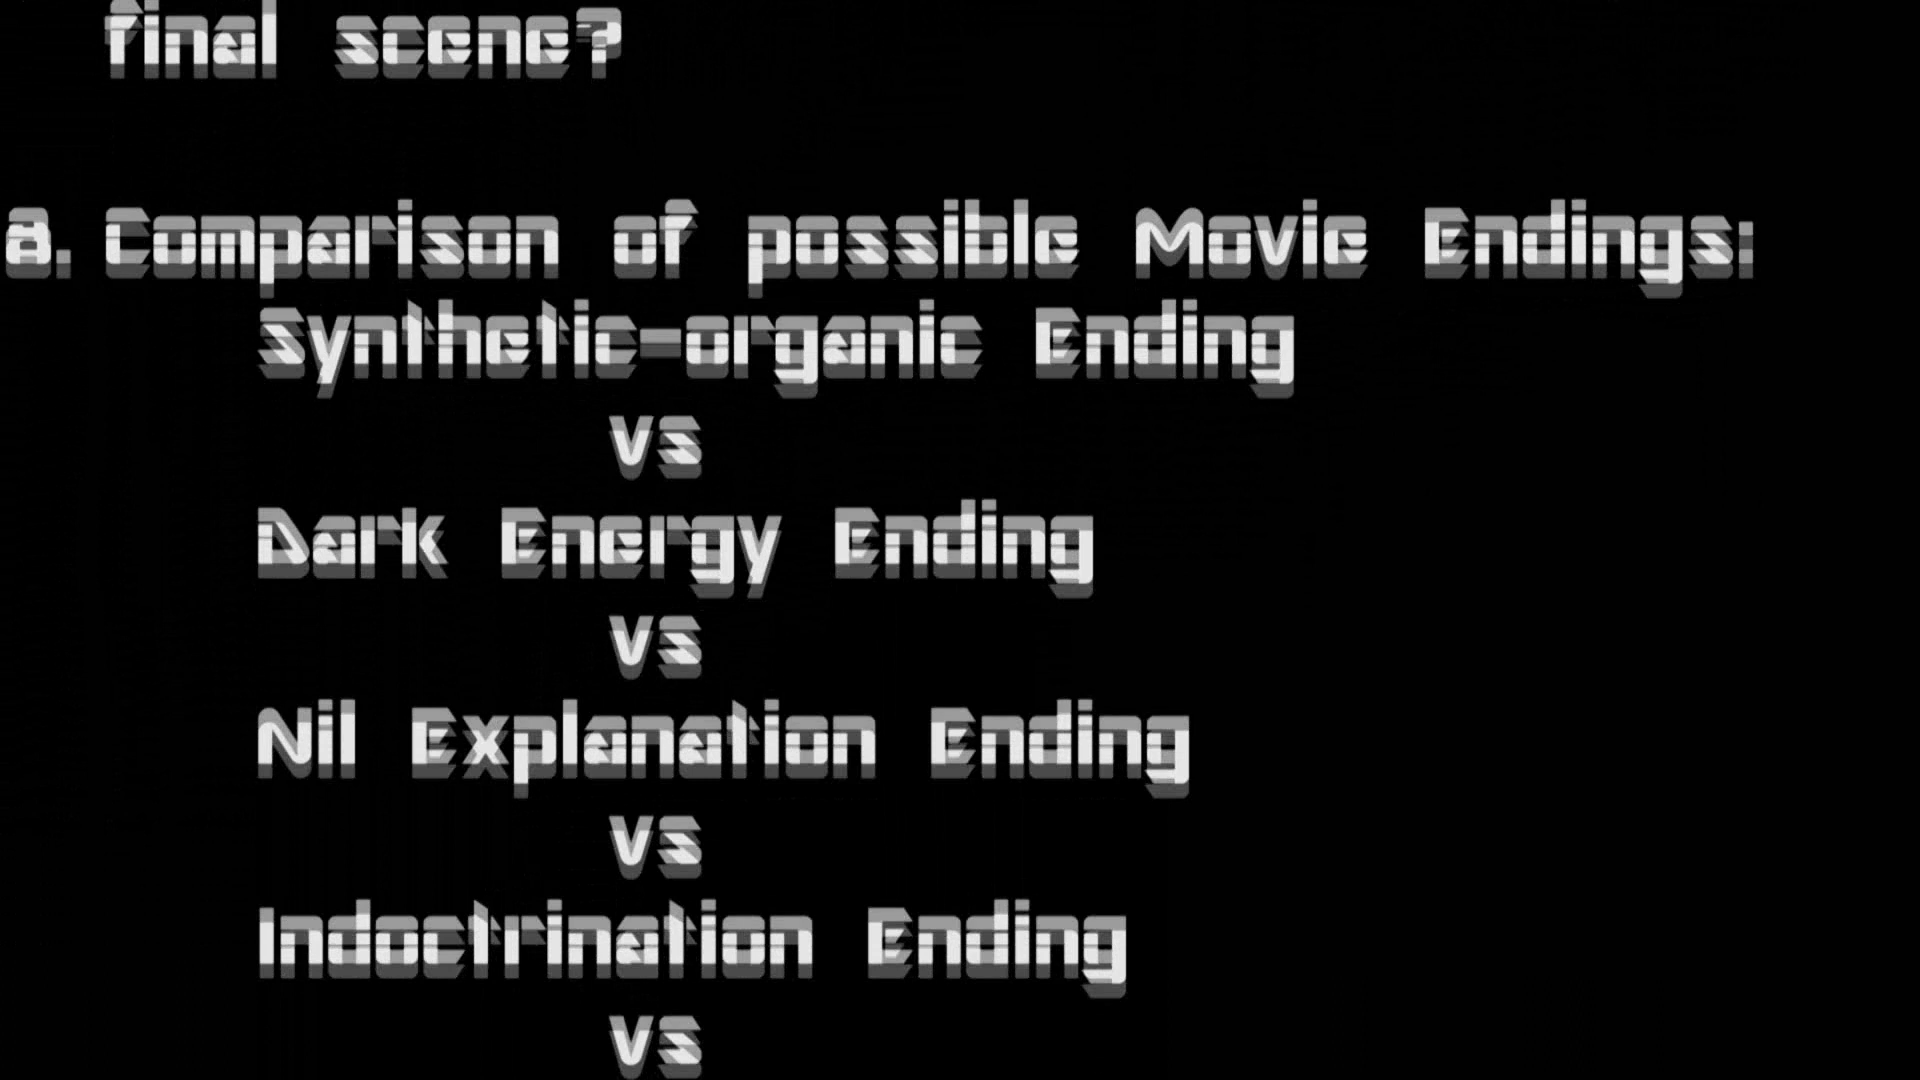 final scene?
a. Comparison of possible Movie Endings:
Synthetic-organic Ending
vs
Dark Energy Ending
vs
Nil Explanation Ending
vs
Indoctrination Ending
vs